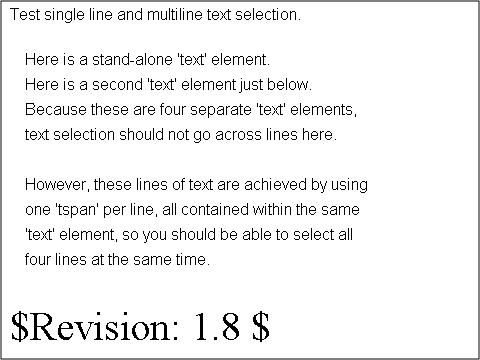 Test single line and multiline text selection.
Here is a stand-alone 'text' element.
Here is a second 'text' element just below.
Because these are four separate 'text' elements,
text selection should not go across lines here.
However, these lines of text are achieved by using
one 'tspan' per line, all contained within the same
'text' element, so you should be able to select all
four lines at the same time.
$Revision: 1.8 $